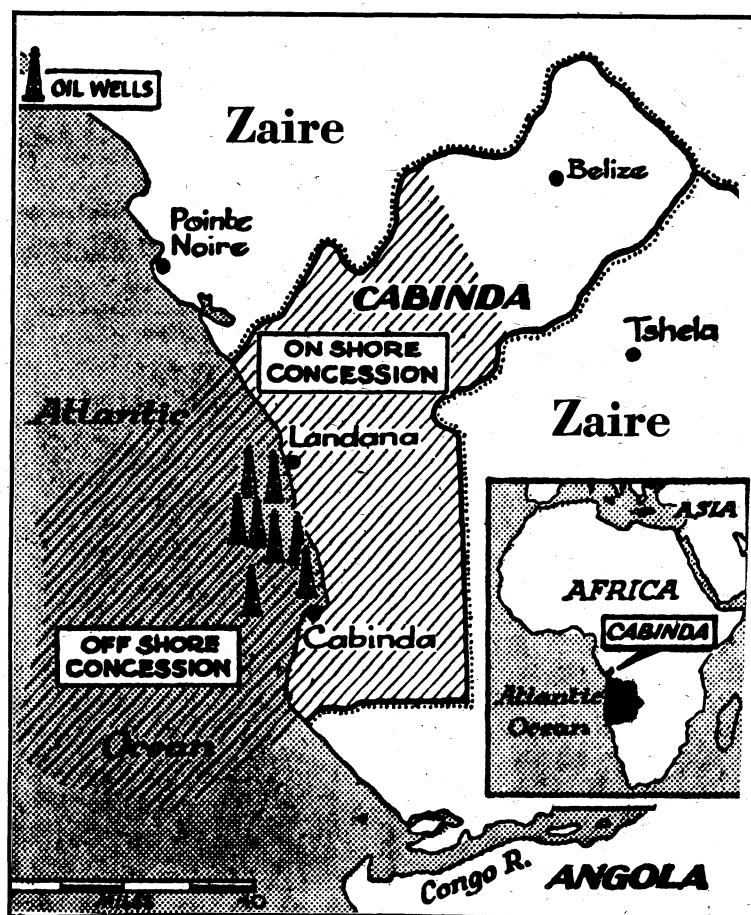 OIL WELLS
Zaire
Belize
Pointe
Noire
CABINDA
Tshela
ON SHORE
CONCESSION
Atlantic
Zaire
Landana
ASIA
AFRICA
CABINDA
Cabinda
OFF SHORE
CONCESSION
Atlantic
Ocean
Ocean
Congo R.
ANGOLA
0 MILES 40